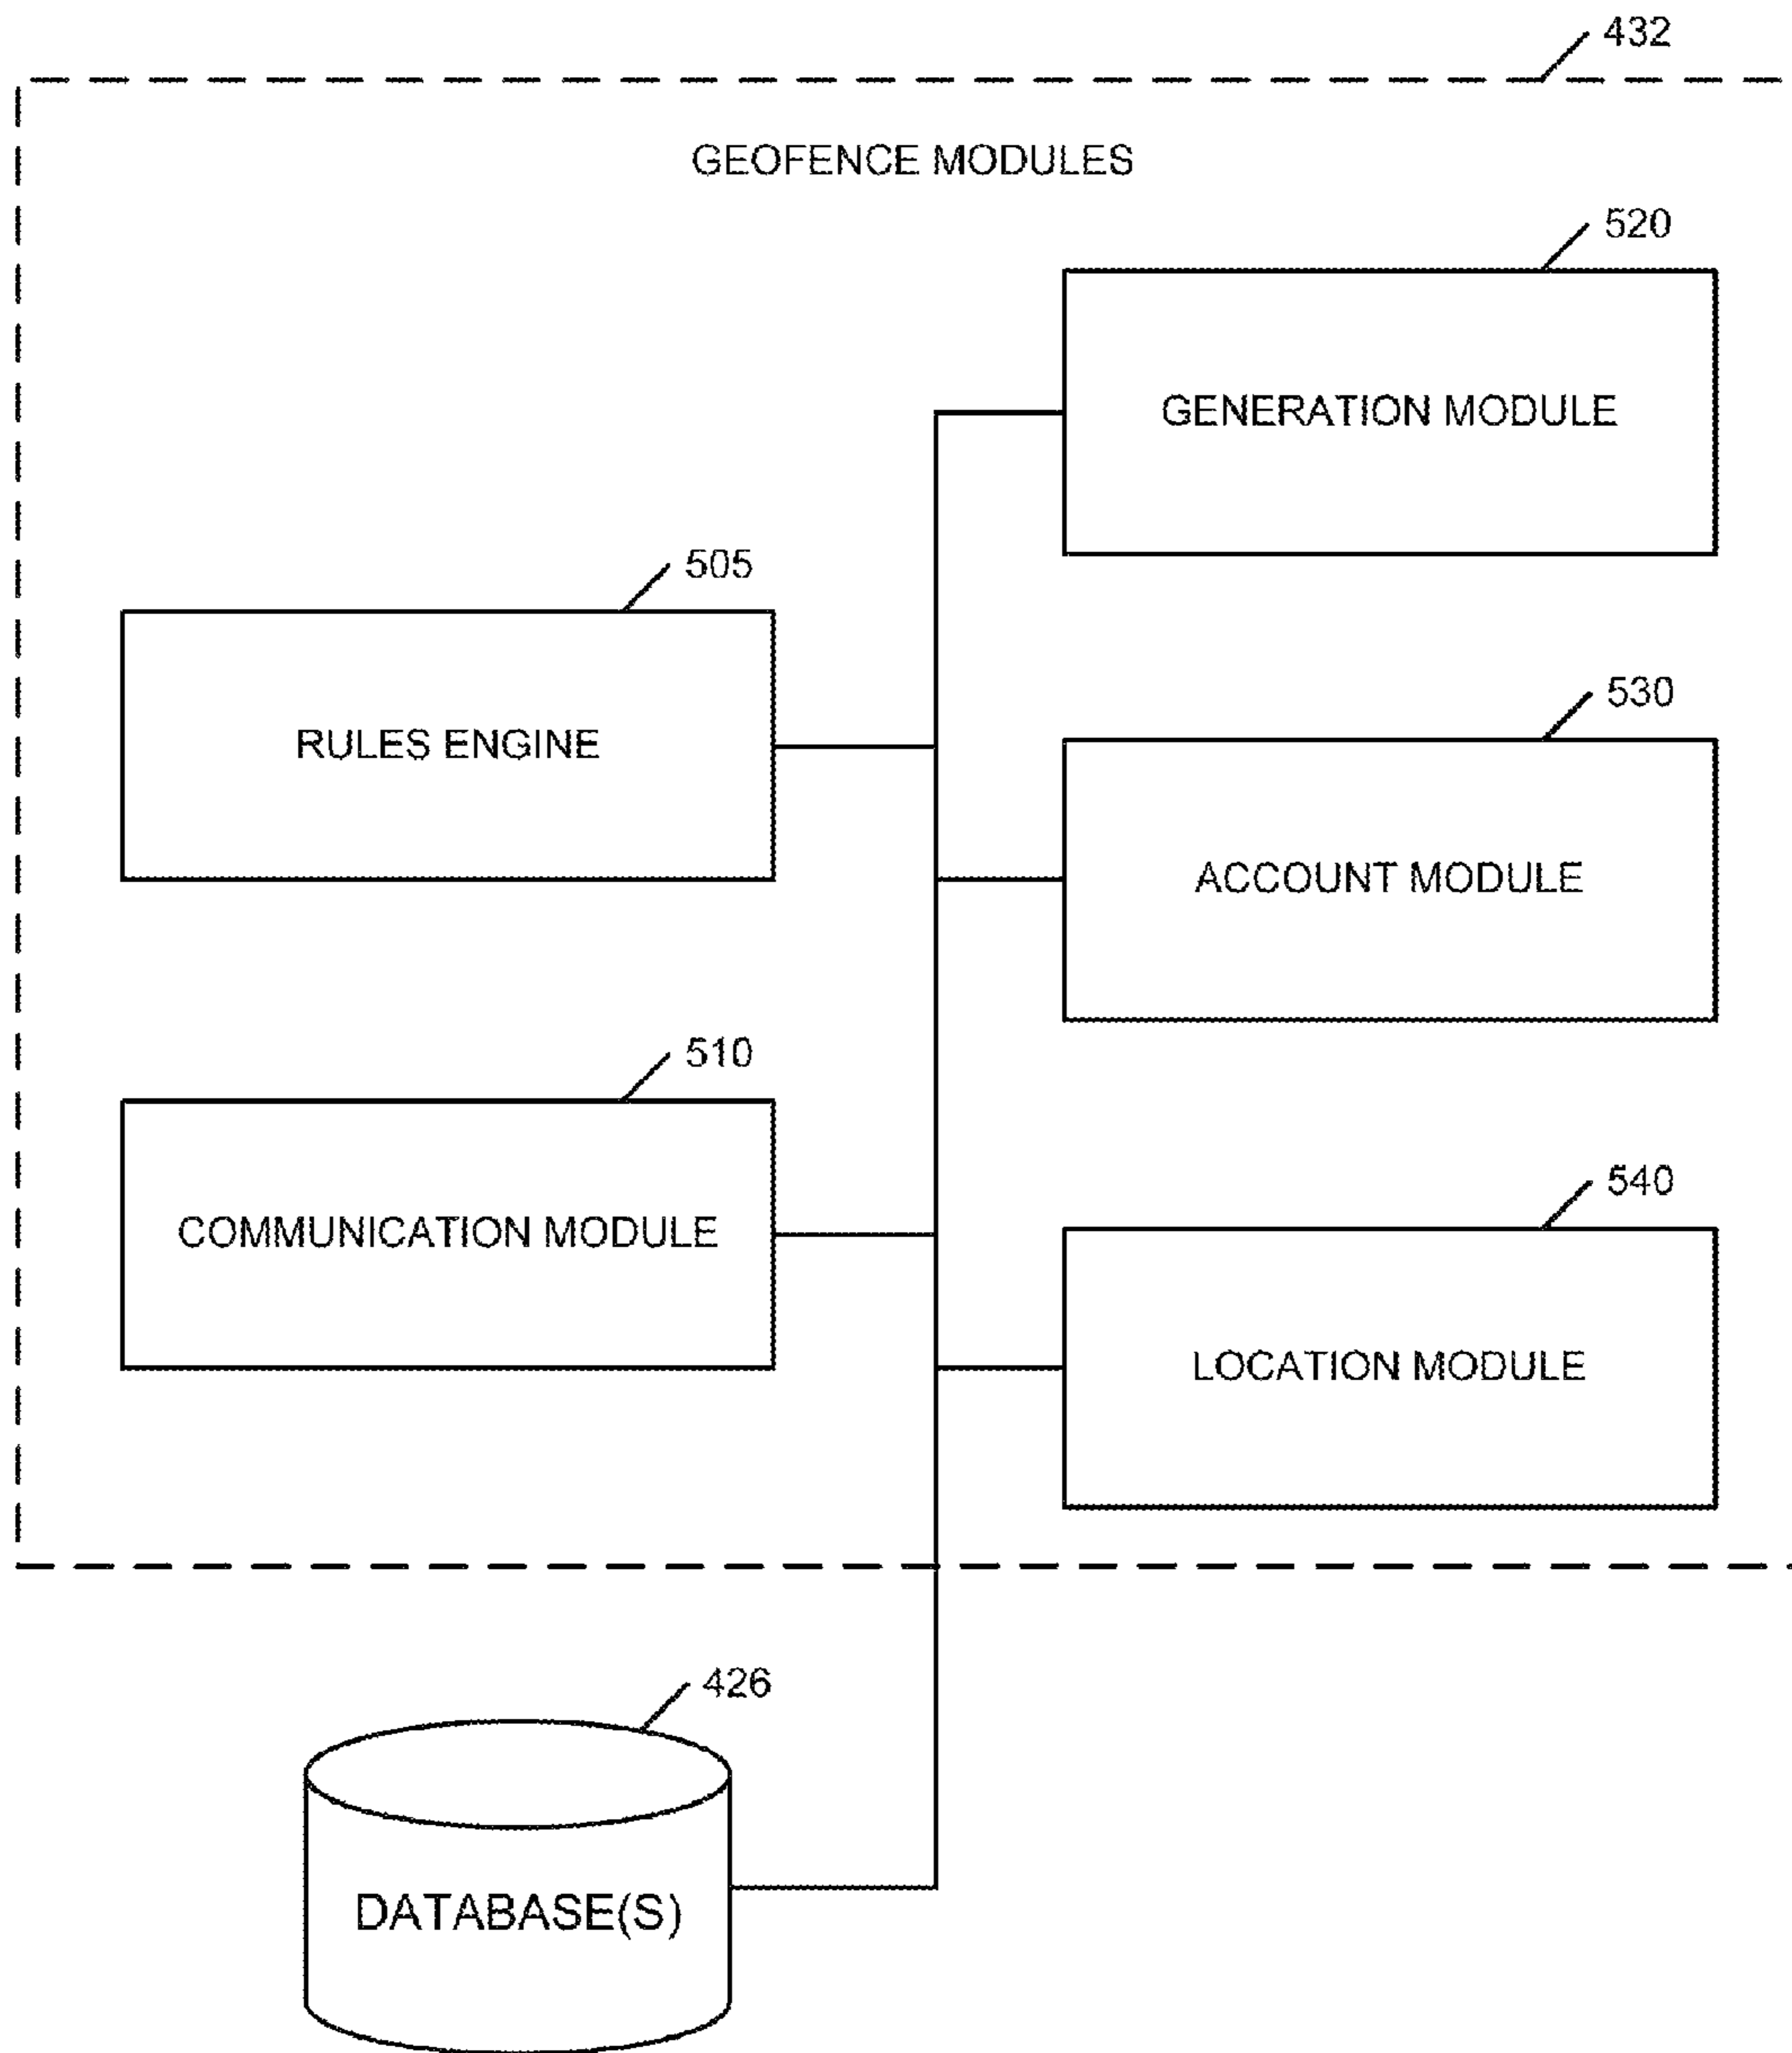 432
GEOFENCE MODULES
520
GENERATION MODULE
505
RULES ENGINE
530
ACCOUNT MODULE
510
COMMUNICATION MODULE
540
LOCATION MODULE
426
DATABASE(S)